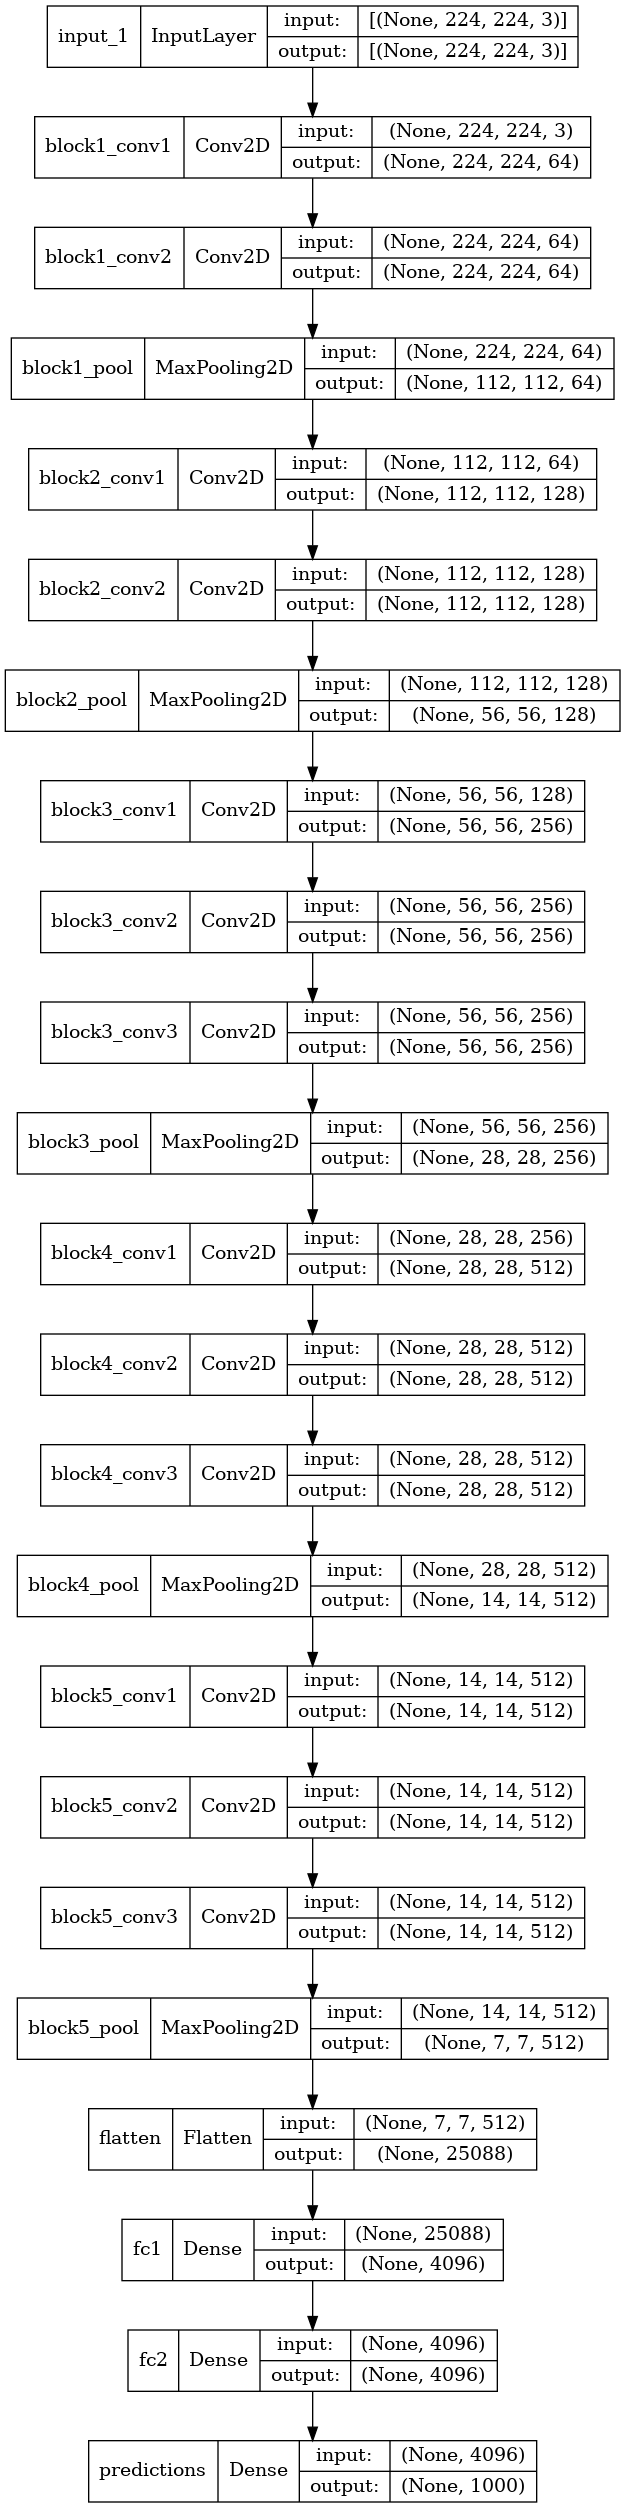 input_1 InputLayer input: [(None, 224, 224, 3)]
output: [(None, 224, 224, 3)]
block1_conv1 Conv2D input: (None, 224, 224, 3)
output: (None, 224, 224, 64)
block1_conv2 Conv2D input: (None, 224, 224, 64)
output: (None, 224, 224, 64)
block1_pool MaxPooling2D input: (None, 224, 224, 64)
output: (None, 112, 112, 64)
block2_conv1 Conv2D input: (None, 112, 112, 64)
output: (None, 112, 112, 128)
block2_conv2 Conv2D input: (None, 112, 112, 128)
output: (None, 112, 112, 128)
block2_pool MaxPooling2D input: (None, 112, 112, 128)
output: (None, 56, 56, 128)
block3_conv1 Conv2D input: (None, 56, 56, 128)
output: (None, 56, 56, 256)
block3_conv2 Conv2D input: (None, 56, 56, 256)
output: (None, 56, 56, 256)
block3_conv3 Conv2D input: (None, 56, 56, 256)
output: (None, 56, 56, 256)
block3_pool MaxPooling2D input: (None, 56, 56, 256)
output: (None, 28, 28, 256)
block4_conv1 Conv2D input: (None, 28, 28, 256)
output: (None, 28, 28, 512)
block4_conv2 Conv2D input: (None, 28, 28, 512)
output: (None, 28, 28, 512)
block4_conv3 Conv2D input: (None, 28, 28, 512)
output: (None, 28, 28, 512)
block4_pool MaxPooling2D input: (None, 28, 28, 512)
output: (None, 14, 14, 512)
block5_conv1 Conv2D input: (None, 14, 14, 512)
output: (None, 14, 14, 512)
block5_conv2 Conv2D input: (None, 14, 14, 512)
output: (None, 14, 14, 512)
block5_conv3 Conv2D input: (None, 14, 14, 512)
output: (None, 14, 14, 512)
block5_pool MaxPooling2D input: (None, 14, 14, 512)
output: (None, 7, 7, 512)
flatten Flatten input: (None, 7, 7, 512)
output: (None, 25088)
fc1 Dense input: (None, 25088)
output: (None, 4096)
fc2 Dense input: (None, 4096)
output: (None, 4096)
predictions Dense input: (None, 4096)
output: (None, 1000)